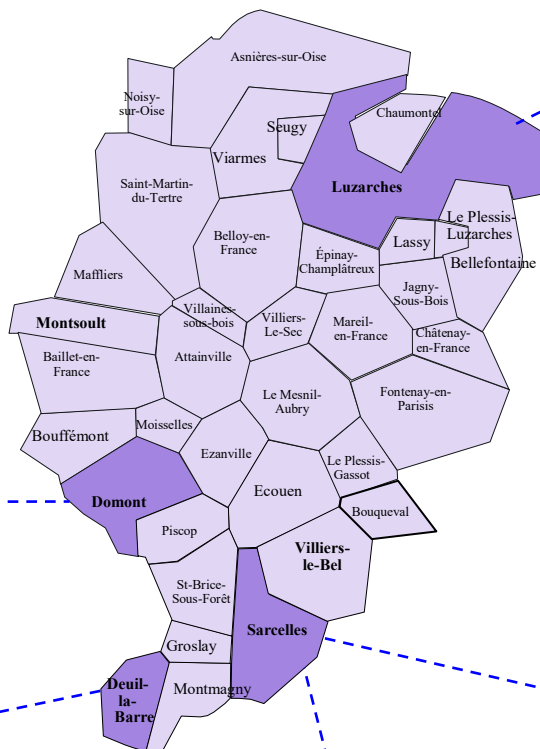 Asnières-sur-Oise
Noisy-
sur-Oise
Chaumontel
Seugy
Viarmes
Saint-Martin-
du-Tertre
Luzarches
Le Plessis-
Luzarches
Belloy-en-
France
Lassy
Épinay-
Champlâtreux
Bellefontaine
Maffliers
Jagny-
Sous-Bois
Villaines-
sous-bois
Villiers-
Le-Sec
Montsoult
Mareil-
en-France
Châtenay-
en-France
Baillet-en-
France
Attainville
Le Mesnil-
Aubry
Fontenay-en-
Parisis
Moisselles
Bouffémont
Ezanville
Le Plessis-
Gassot
Ecouen
Domont
Bouqueval
Piscop
Villiers-
le-Bel
St-Brice-
Sous-Forêt
Sarcelles
Groslay
Deuil-
la-
Barre
Montmagny